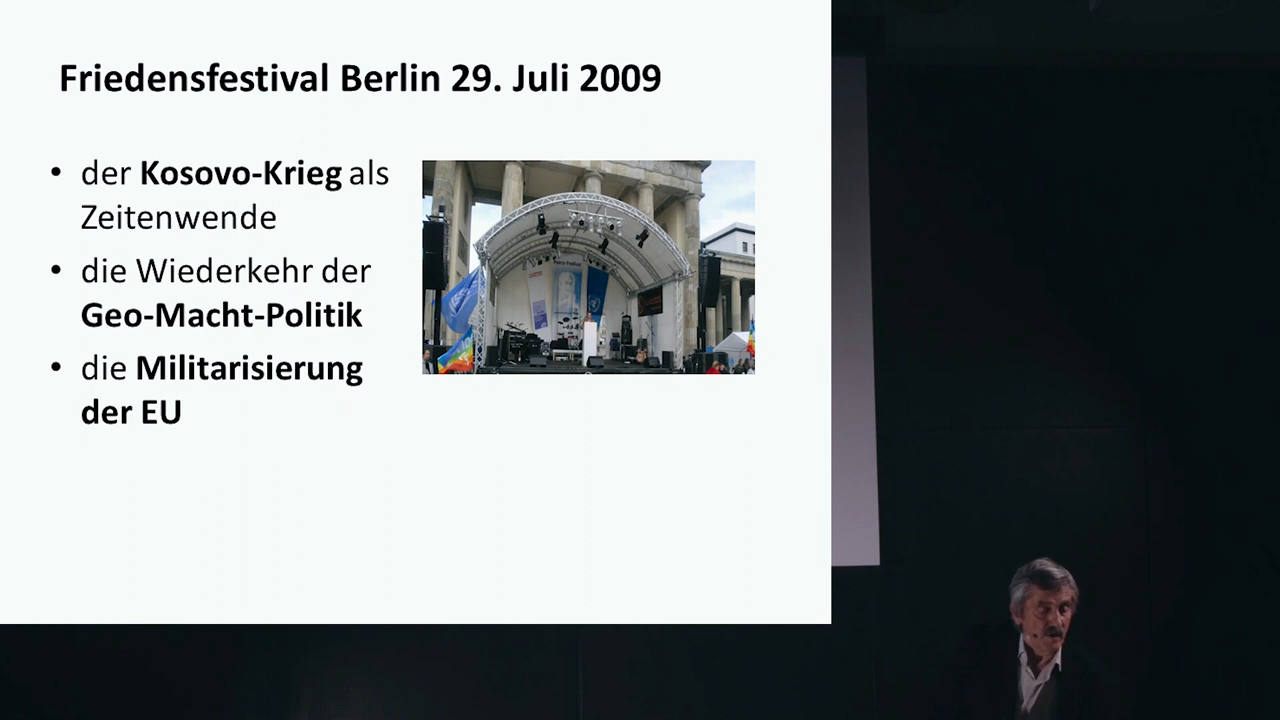 Friedensfestival Berlin 29. Juli 2009
• der Kosovo-Krieg als
Zeitenwende
• die Wiederkehr der
Geo-Macht-Politik
• die Militarisierung
der EU